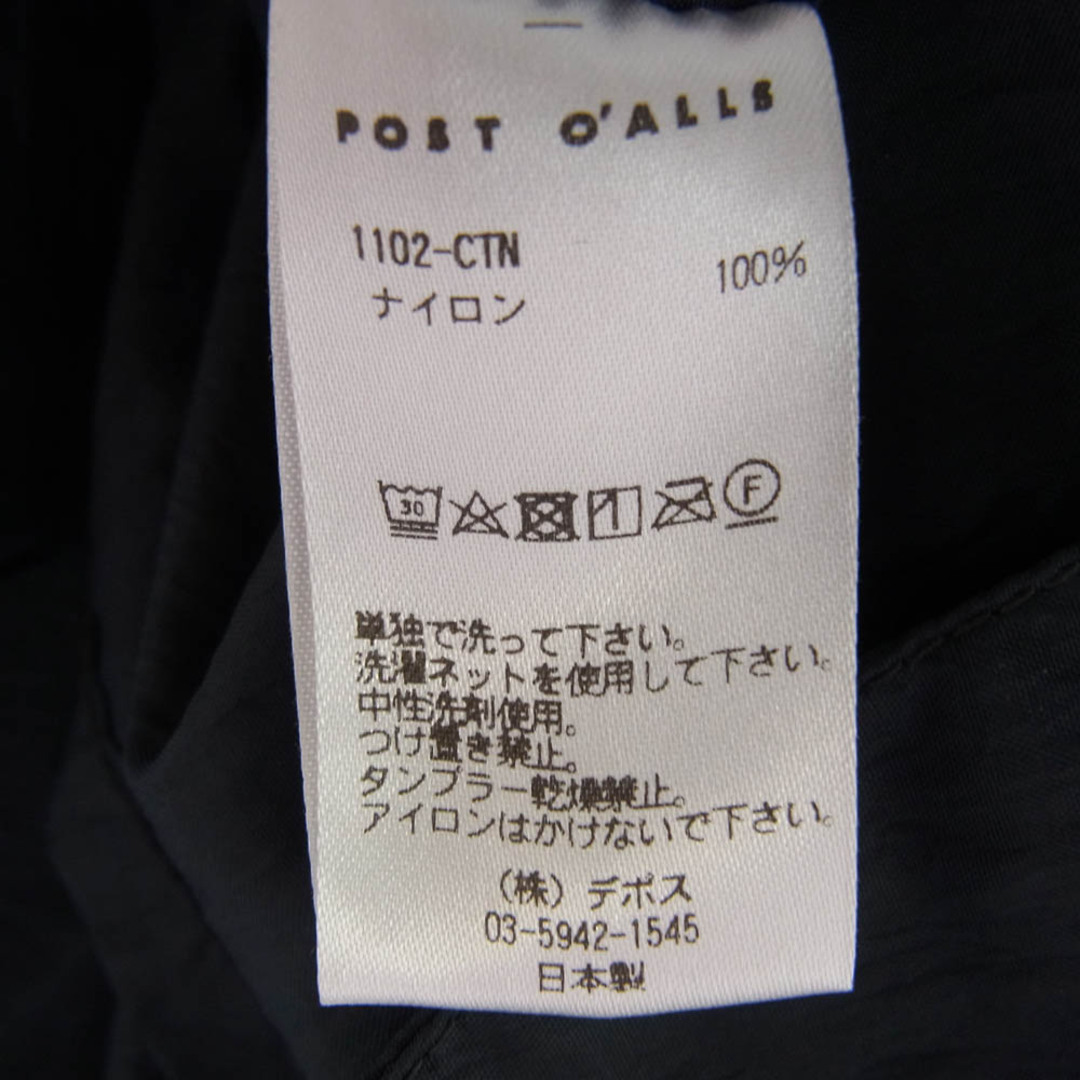 POST O'ALLS
1102-CTN
ナイロン 100%
30 F
単独で洗って下さい。
洗濯ネットを使用して下さい。
中性洗剤使用。
つけ置き禁止。
タンブラー乾燥禁止。
アイロンはかけないで下さい。
(株) デポス
03-5942-1545
日本製